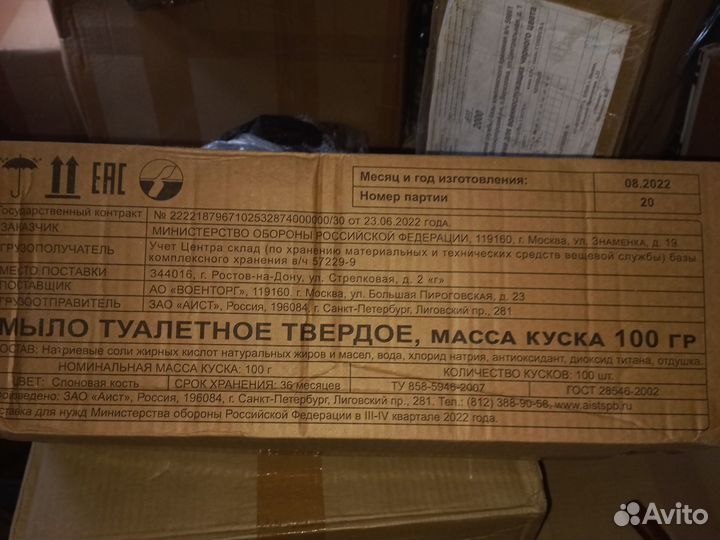 ЕАС
Месяц и год изготовления: 08.2022
Номер партии 20
Государственный контракт № 2222187967102532874000000/30 от 23.06.2022 года.
ЗАКАЗЧИК МИНИСТЕРСТВО ОБОРОНЫ РОССИЙСКОЙ ФЕДЕРАЦИИ, 119160, г. Москва, ул. Знаменка, д. 19
ГРУЗОПОЛУЧАТЕЛЬ Учет Центра склад (по хранению материальных и технических средств вещевой службы) базы
комплексного хранения в/ч 57229-9
МЕСТО ПОСТАВКИ 344016, г. Ростов-на-Дону, ул. Стрелковая, д. 2 «г»
ПОСТАВЩИК АО «ВОЕНТОРГ», 119160, г. Москва, ул. Большая Пироговская, д. 23
ГРУЗООТПРАВИТЕЛЬ ЗАО «АИСТ», Россия, 196084, г. Санкт-Петербург, Лиговский пр., 281
МЫЛО ТУАЛЕТНОЕ ТВЕРДОЕ, МАССА КУСКА 100 ГР
СОСТАВ: Натриевые соли жирных кислот натуральных жиров и масел, вода, хлорид натрия, антиоксидант, диоксид титана, отдушка.
НОМИНАЛЬНАЯ МАССА КУСКА: 100 г КОЛИЧЕСТВО КУСКОВ: 100 шт.
ЦВЕТ: Слоновая кость СРОК ХРАНЕНИЯ: 36 месяцев ТУ 858-5948-2007 ГОСТ 28546-2002
Произведено: ЗАО «Аист», Россия, 196084, г. Санкт-Петербург, Лиговский пр., 281. Тел.: (812) 388-90-58, www.aistspb.ru
Поставка для нужд Министерства обороны Российской Федерации в III-IV квартале 2022 года.
Avito